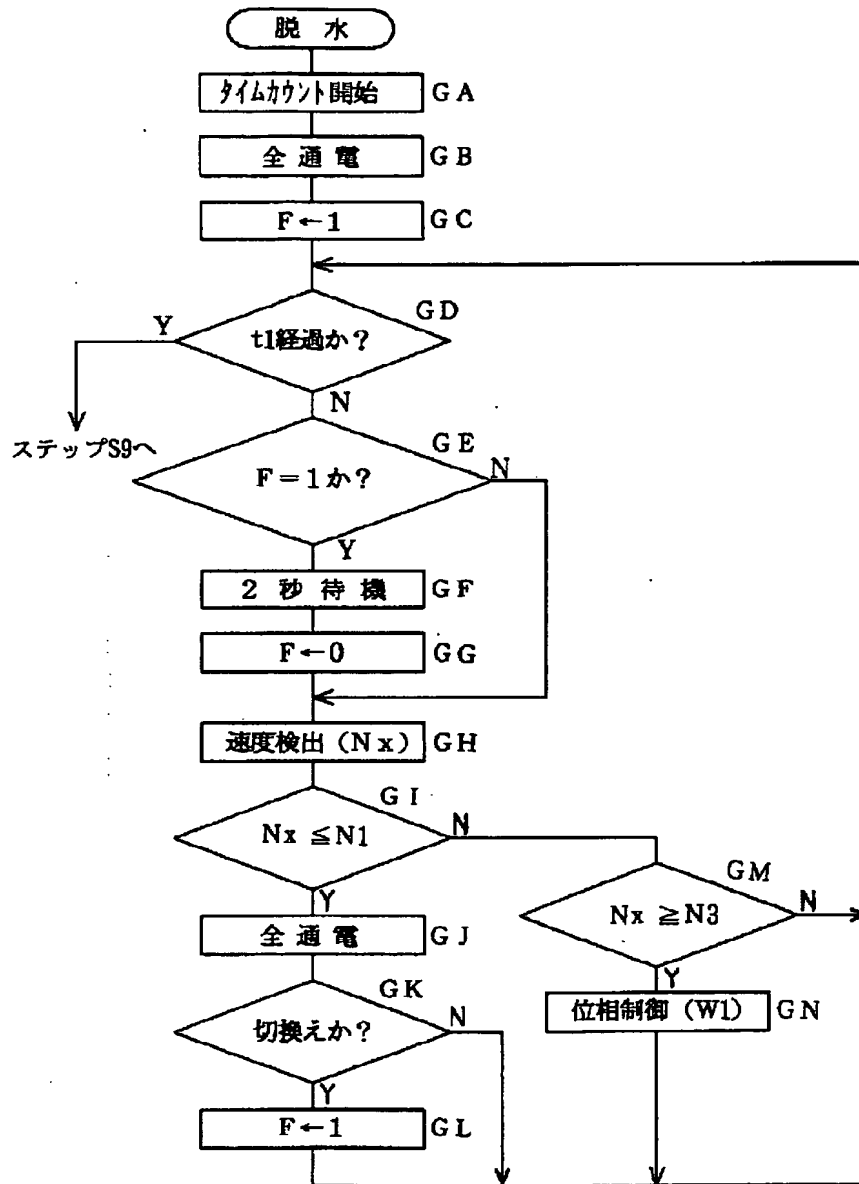 脱 水
タイムカウント開始 GA
全 通 電 GB
F←1 GC
GD
Y
t1経過か？
N
ステップS9へ
GE
F＝1か？
N
Y
2 秒 待 機 GF
F←0 GG
速度検出（Nx） GH
GI
Nx≦N1
N
GM
Y
Nx≧N3
N
全 通 電 GJ
Y
GK
位相制御（W1） GN
切換えか？
N
Y
F←1 GL